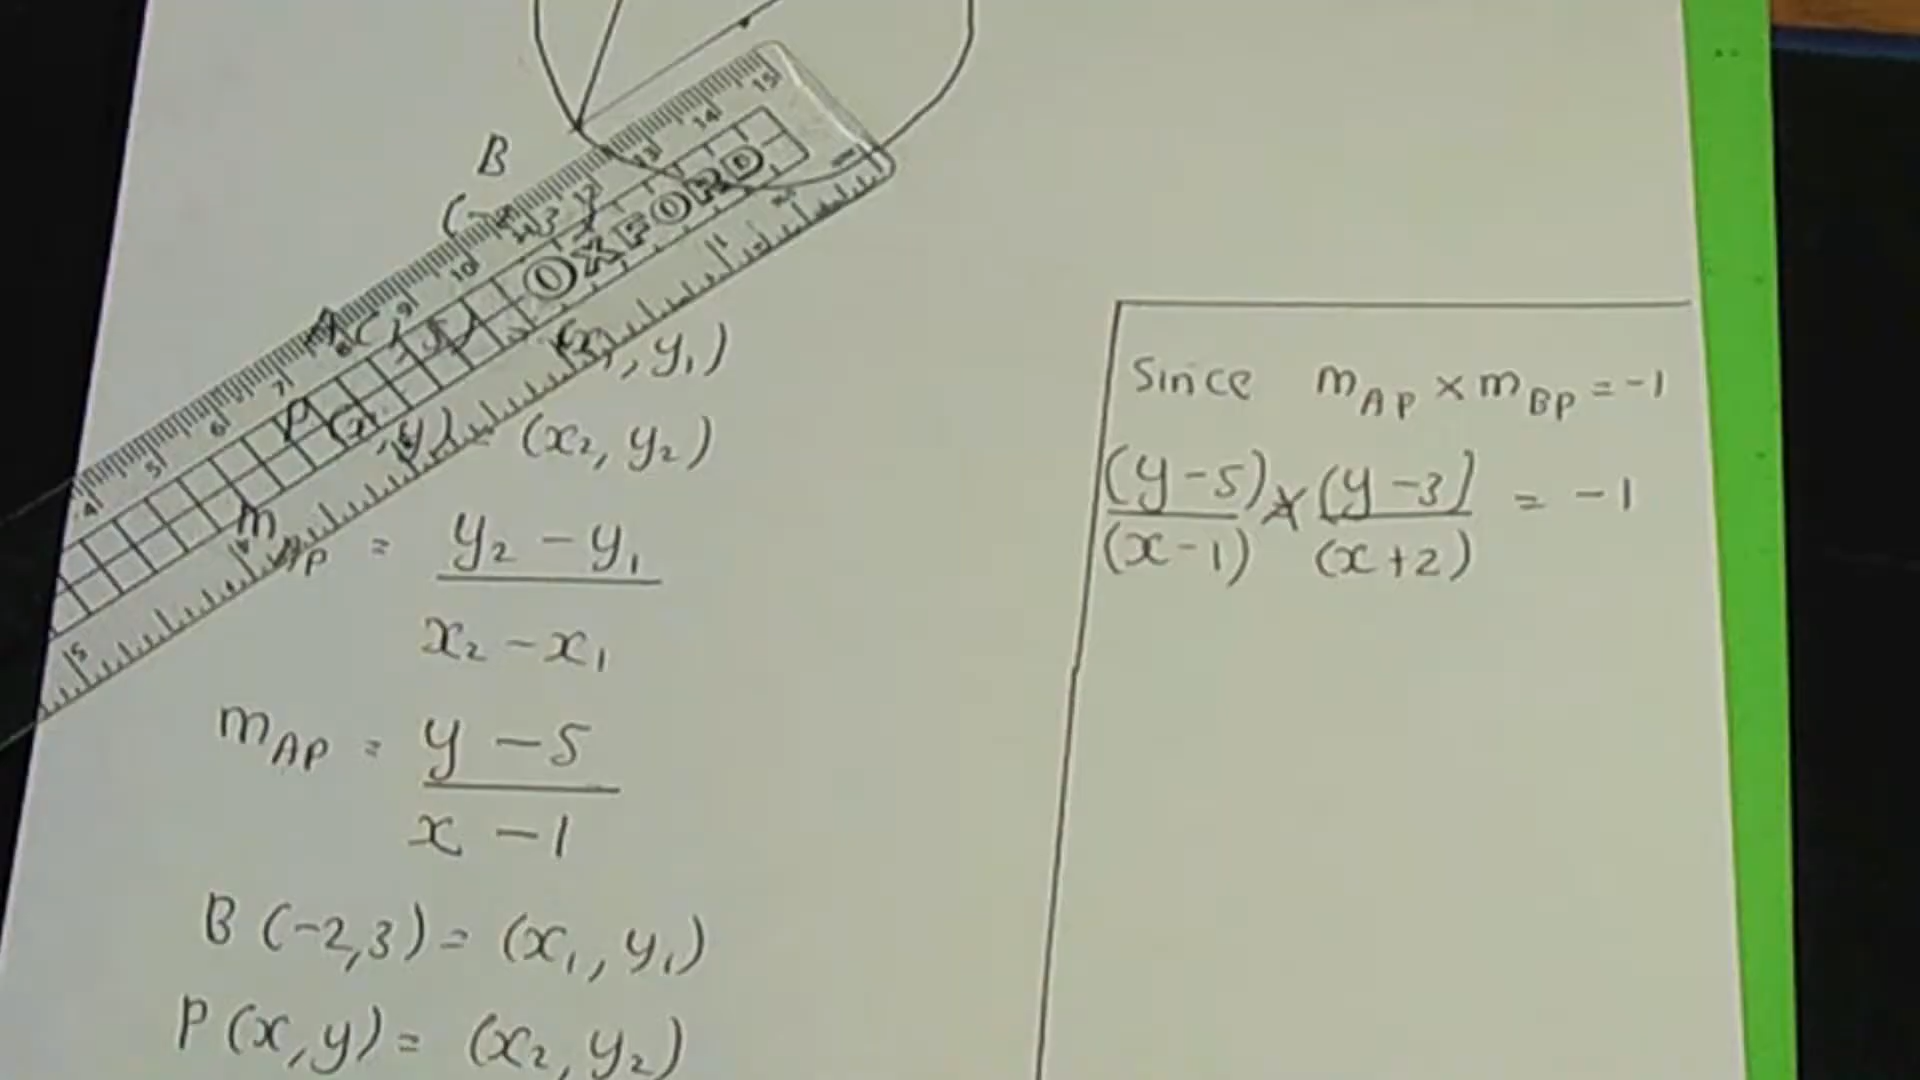 B
OXFORD
(x₁, y₁)
P (x, y) = (x₂, y₂)
m_AP = (y₂ - y₁) / (x₂ - x₁)
m_AP = (y - 5) / (x - 1)
B (-2,3) = (x₁, y₁)
P (x, y) = (x₂, y₂)
Since m_AP × m_BP = -1
(y - 5) / (x - 1) × (y - 3) / (x + 2) = -1